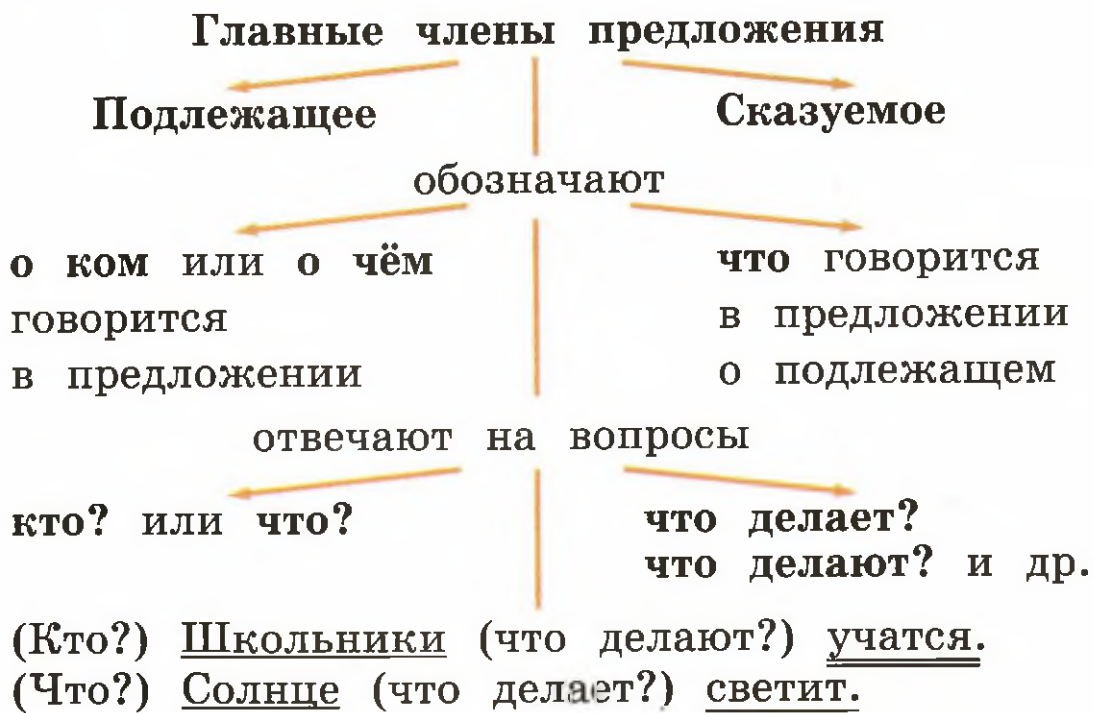 Главные члены предложения
Подлежащее Сказуемое
обозначают
о ком или о чём что говорится
говорится в предложении
в предложении о подлежащем
отвечают на вопросы
кто? или что? что делает?
что делают? и др.
(Кто?) Школьники (что делают?) учатся.
(Что?) Солнце (что делает?) светит.